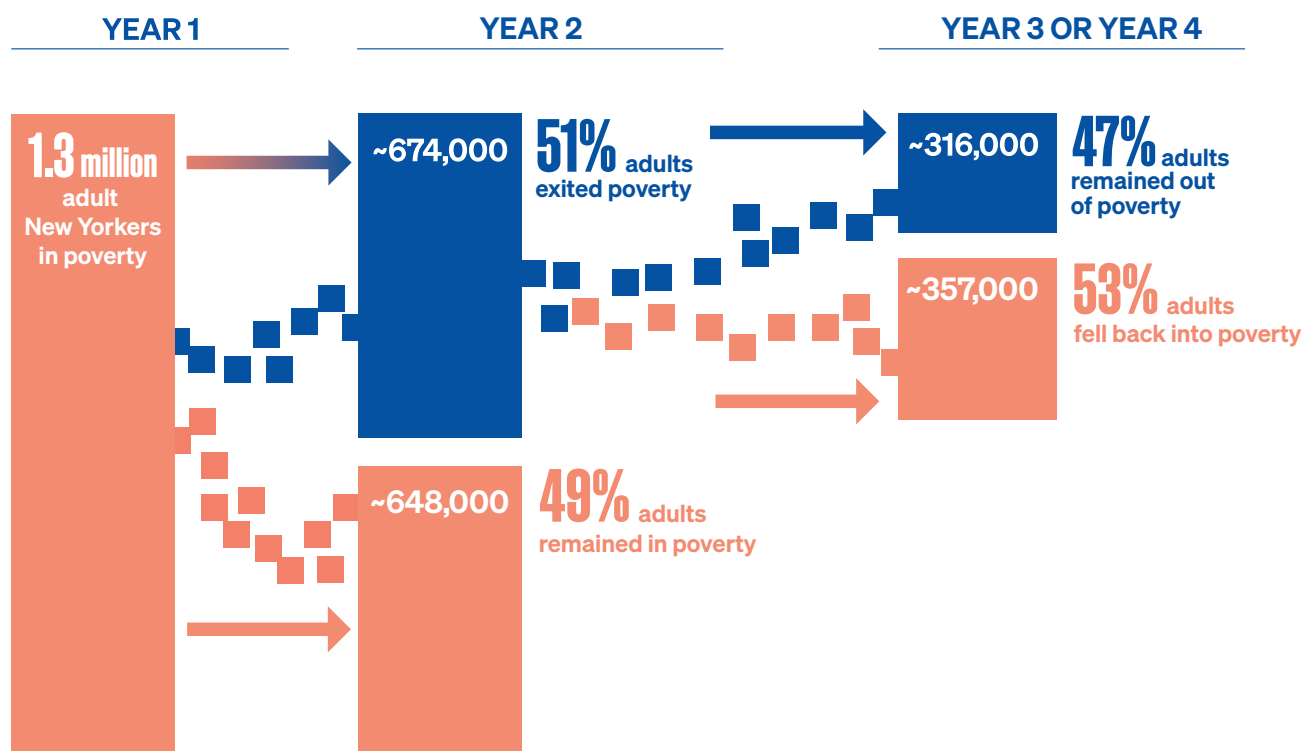 YEAR 1
YEAR 2
YEAR 3 OR YEAR 4
1.3 million
adult
New Yorkers
in poverty
~674,000
51% adults
exited poverty
~316,000
47% adults
remained out
of poverty
~357,000
53% adults
fell back into poverty
~648,000
49% adults
remained in poverty